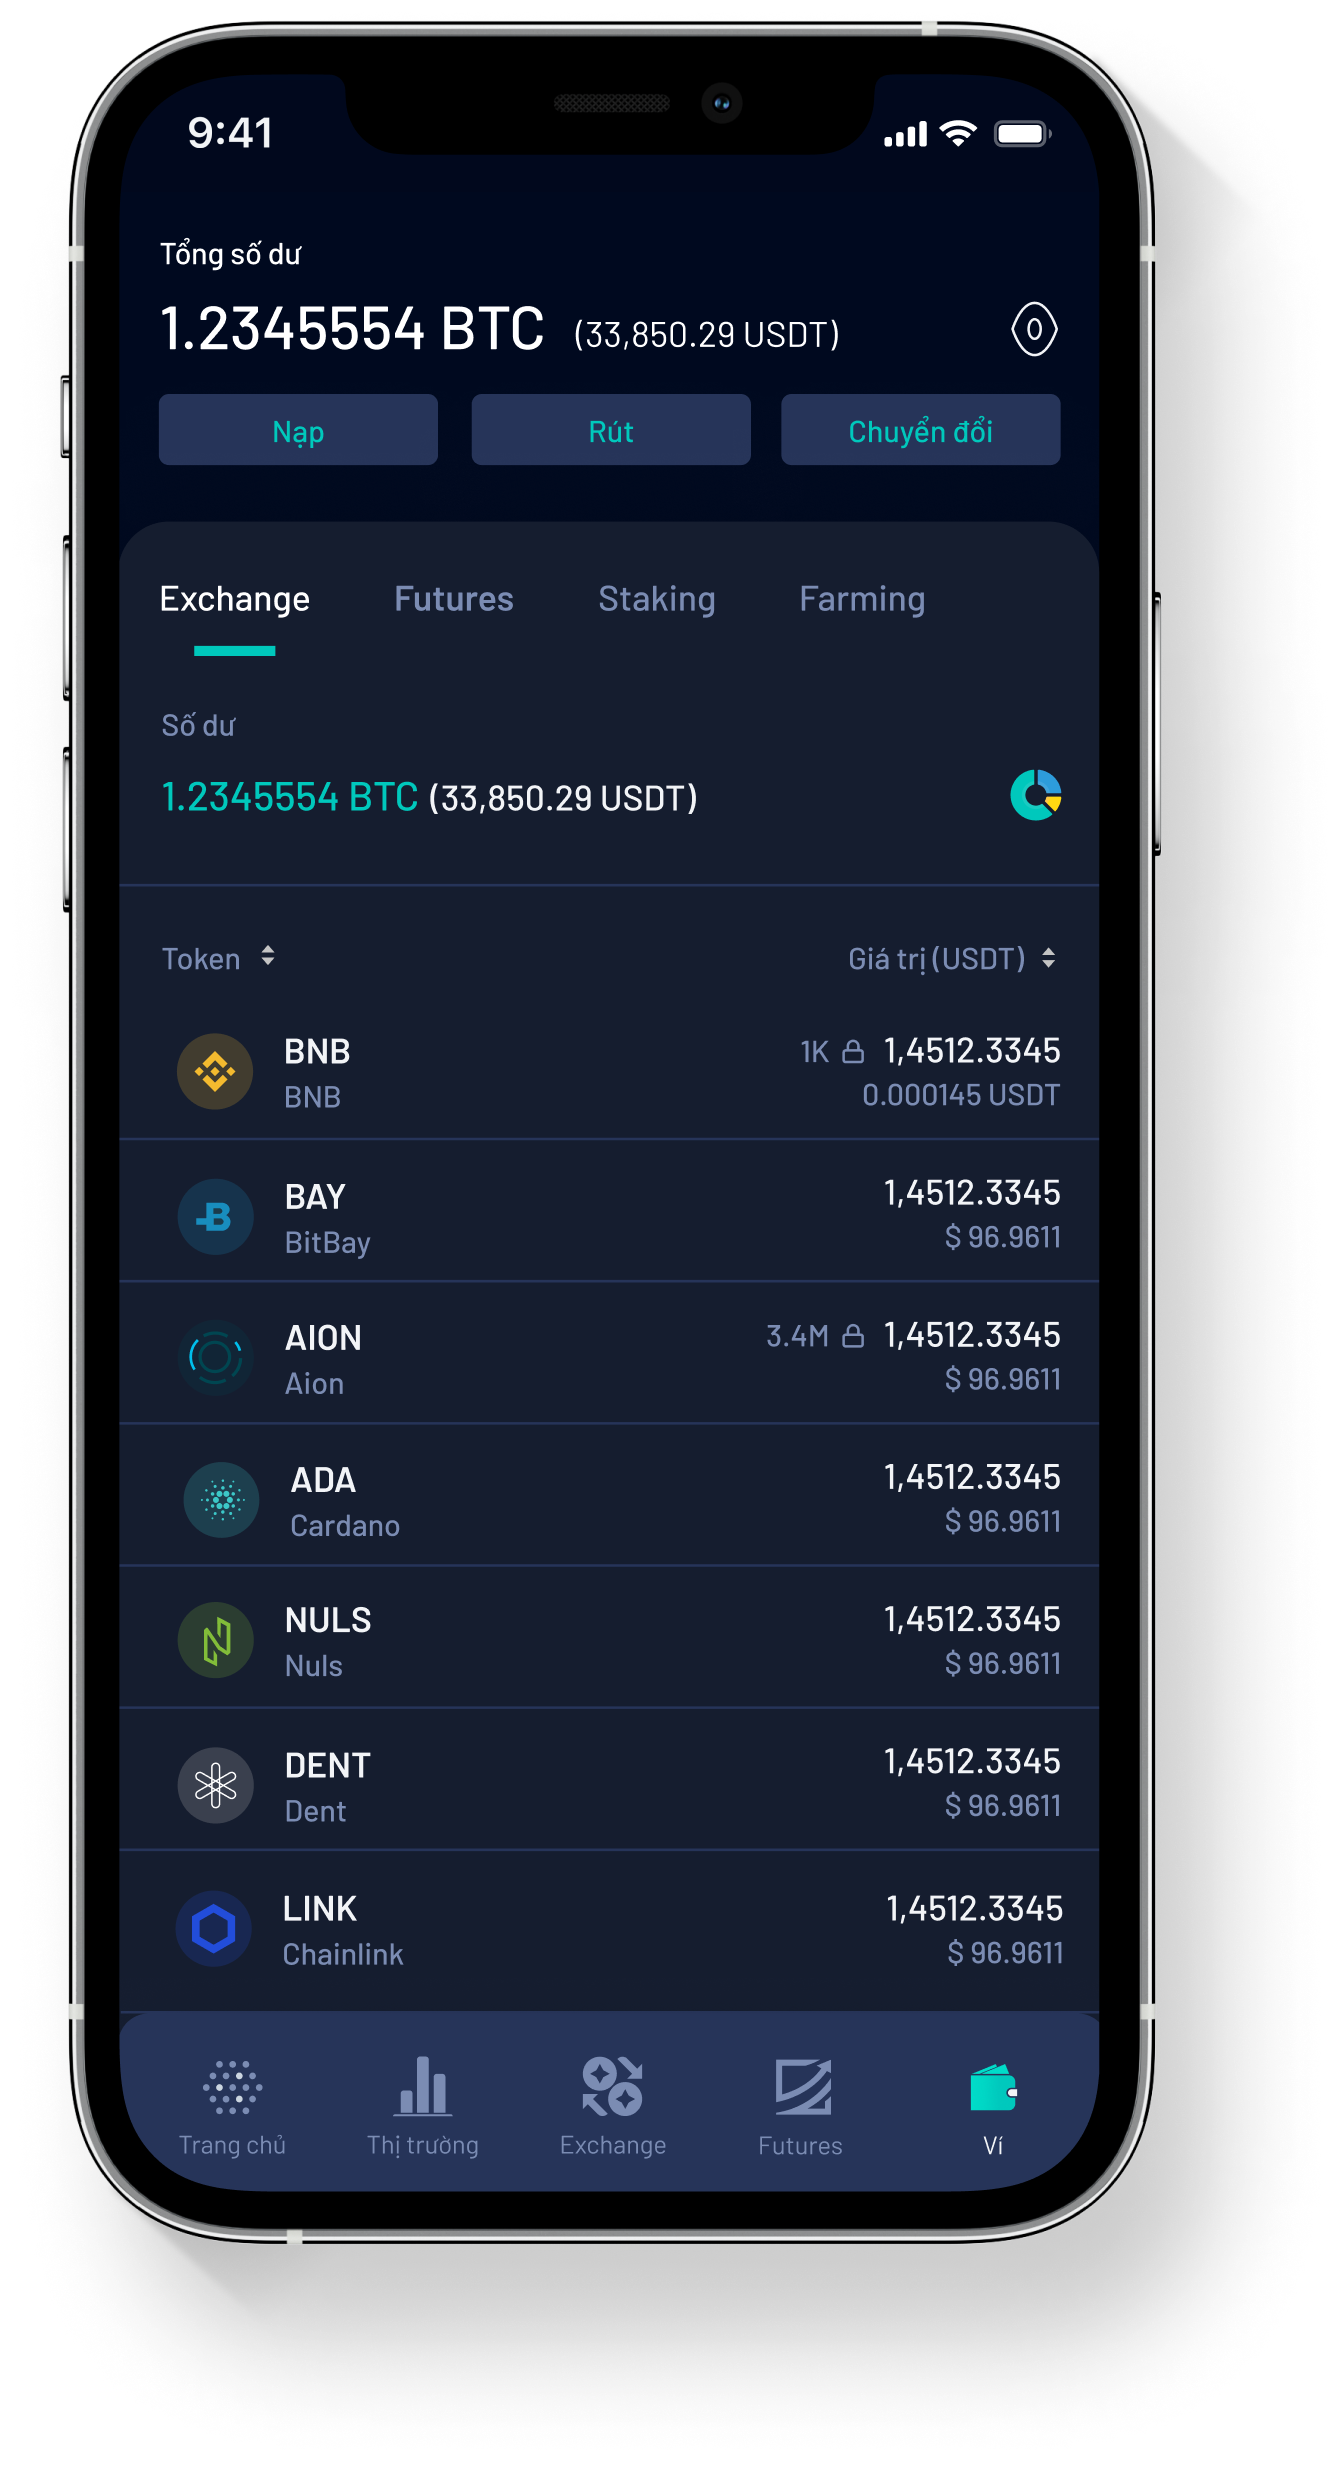 9:41
Tổng số dư
1.2345554 BTC (33,850.29 USDT)
Nạp Rút Chuyển đổi
Exchange Futures Staking Farming
Số dư
1.2345554 BTC (33,850.29 USDT)
Token Giá trị (USDT)
BNB 1K 1,4512.3345
BNB 0.000145 USDT
BAY 1,4512.3345
BitBay $ 96.9611
AION 3.4M 1,4512.3345
Aion $ 96.9611
ADA 1,4512.3345
Cardano $ 96.9611
NULS 1,4512.3345
Nuls $ 96.9611
DENT 1,4512.3345
Dent $ 96.9611
LINK 1,4512.3345
Chainlink $ 96.9611
Trang chủ Thị trường Exchange Futures Ví